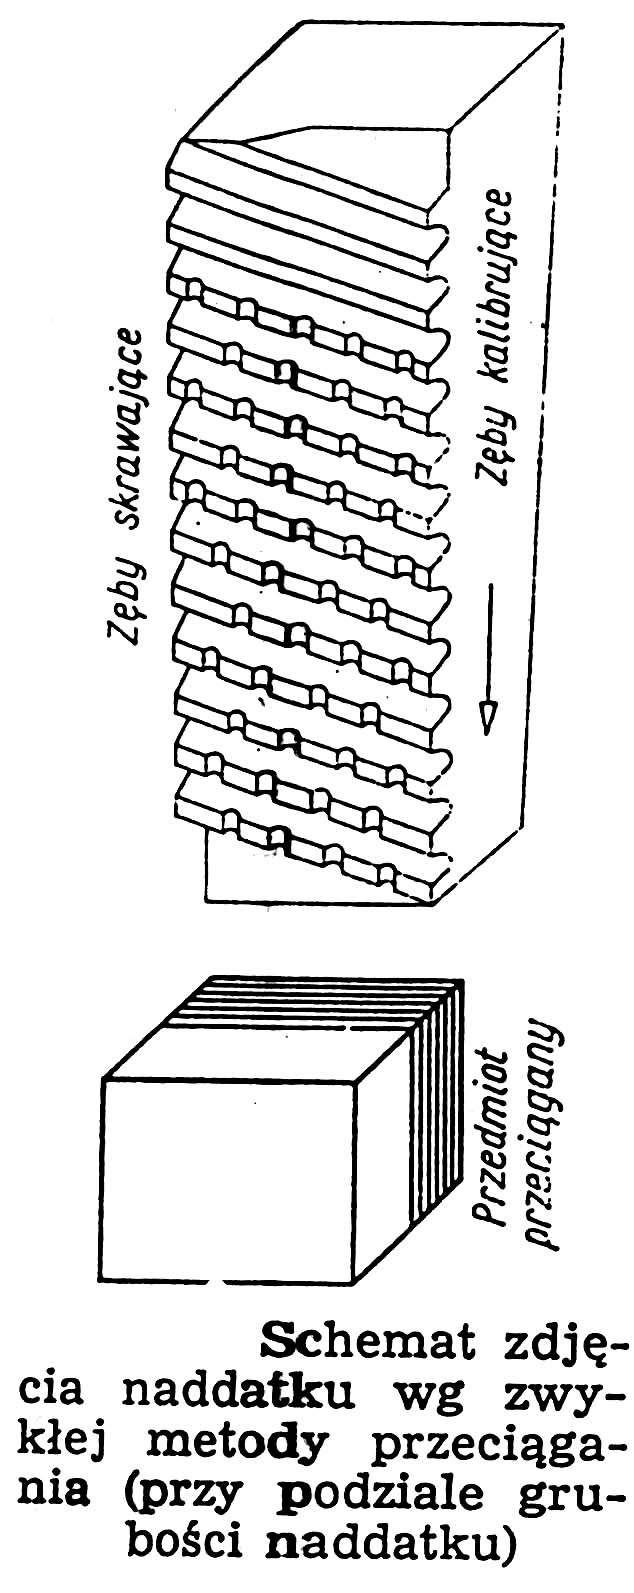 Zęby skrawające
Zęby kalibrujące
Przedmiot
przeciągany
Schemat zdję-
cia naddatku wg zwy-
kłej metody przeciąga-
nia (przy podziale gru-
bości naddatku)